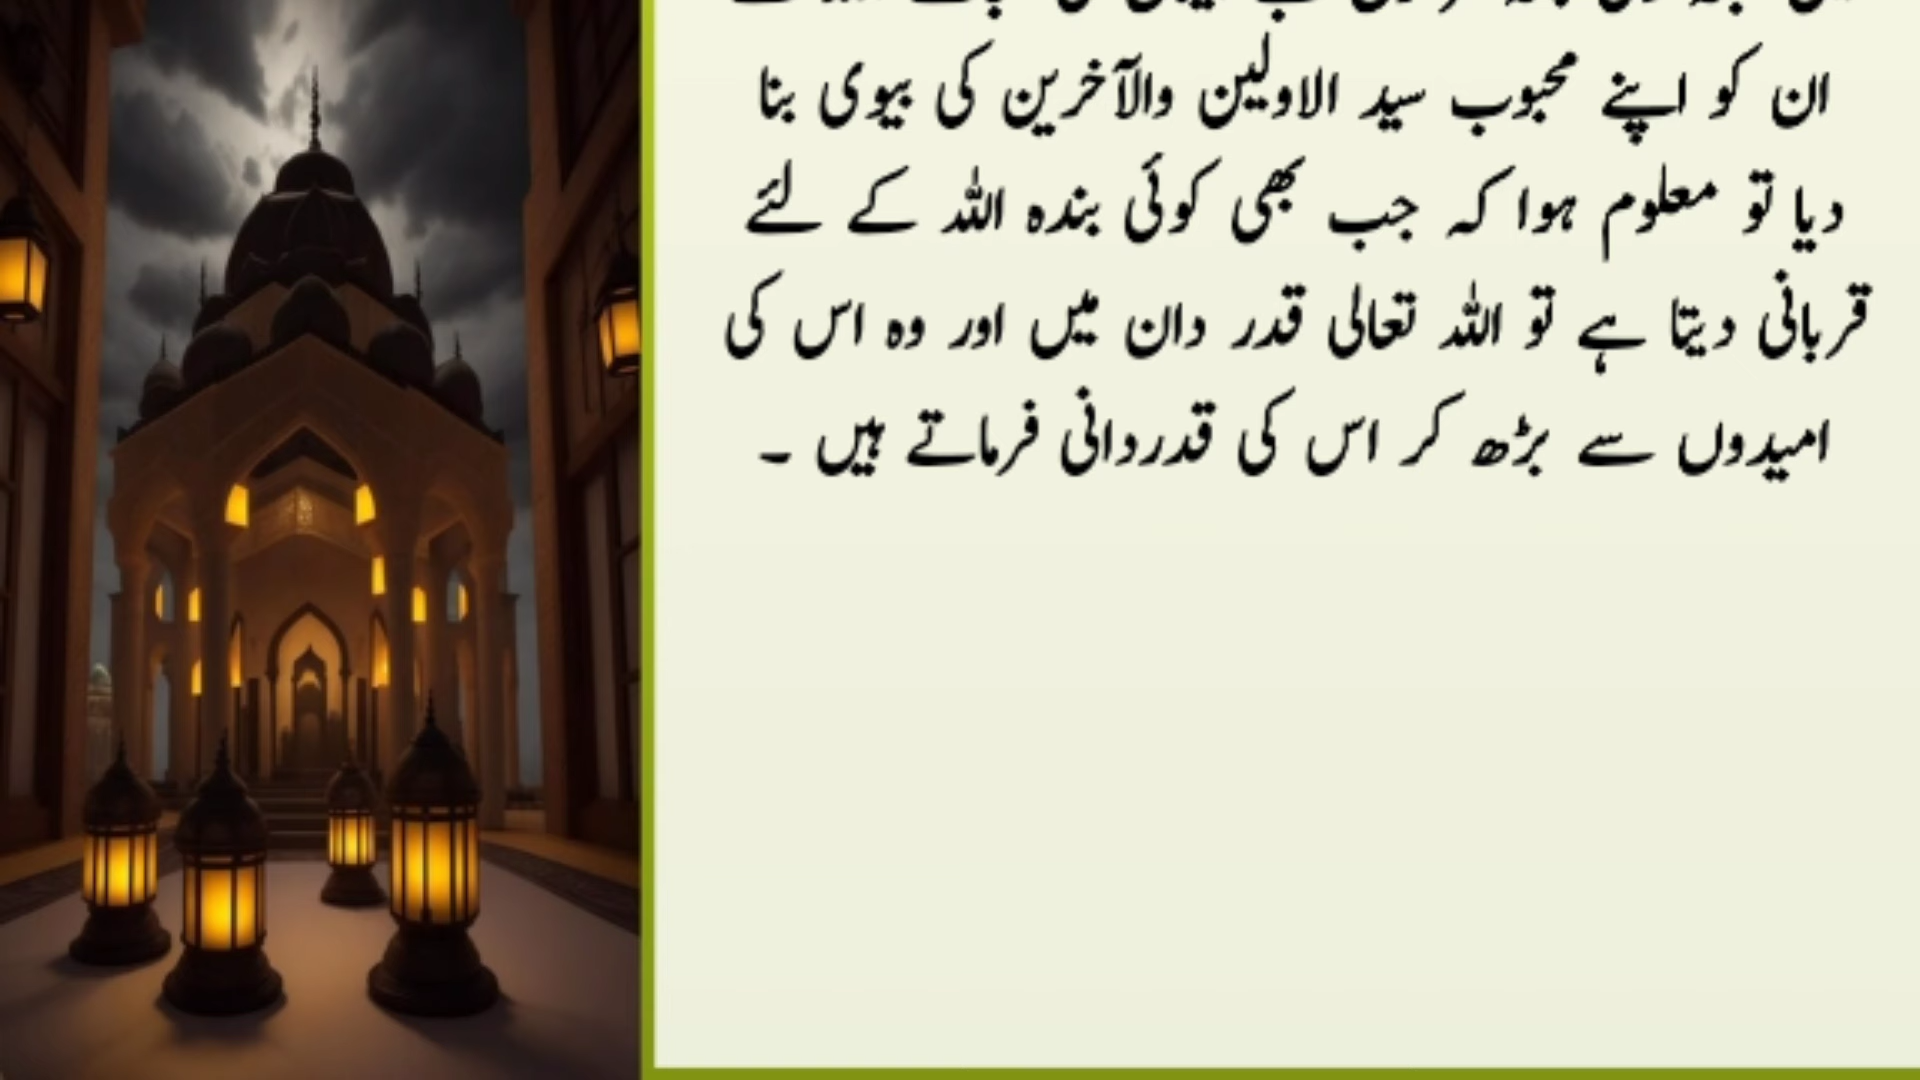 ان کو اپنے محبوب سید الاولین والآخرین کی بیوی بنا
دیا تو معلوم ہوا کہ جب بھی کوئی بندہ اللہ کے لئے
قربانی دیتا ہے تو اللہ تعالی قدر دان میں اور وہ اس کی
امیدوں سے بڑھ کر اس کی قدردانی فرماتے ہیں ۔